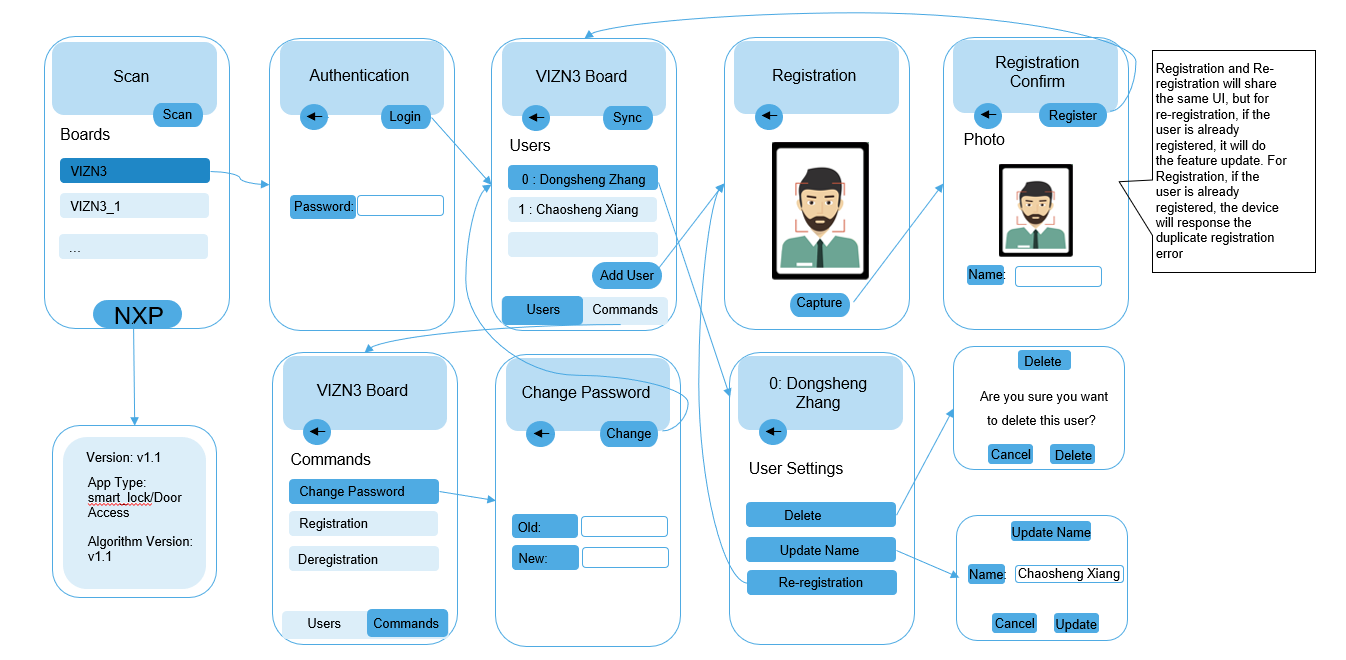 Scan
Scan
Boards
VIZN3
VIZN3_1
...
NXP
Authentication
Login
Password:
VIZN3 Board
Sync
Users
0 : Dongsheng Zhang
1 : Chaosheng Xiang
Add User
Users
Commands
Registration
Capture
Registration
Confirm
Register
Photo
Name:
Registration and Re-
registration will share
the same UI, but for
re-registration, if the
user is already
registered, it will do
the feature update. For
Registration, if the
user is already
registered, the device
will response the
duplicate registration
error
Version: v1.1
App Type:
smart_lock/Door
Access
Algorithm Version:
v1.1
VIZN3 Board
Commands
Change Password
Registration
Deregistration
Users
Commands
Change Password
Change
Old:
New:
0: Dongsheng
Zhang
User Settings
Delete
Update Name
Re-registration
Delete
Are you sure you want
to delete this user?
Cancel
Delete
Update Name
Name:
Chaosheng Xiang
Cancel
Update